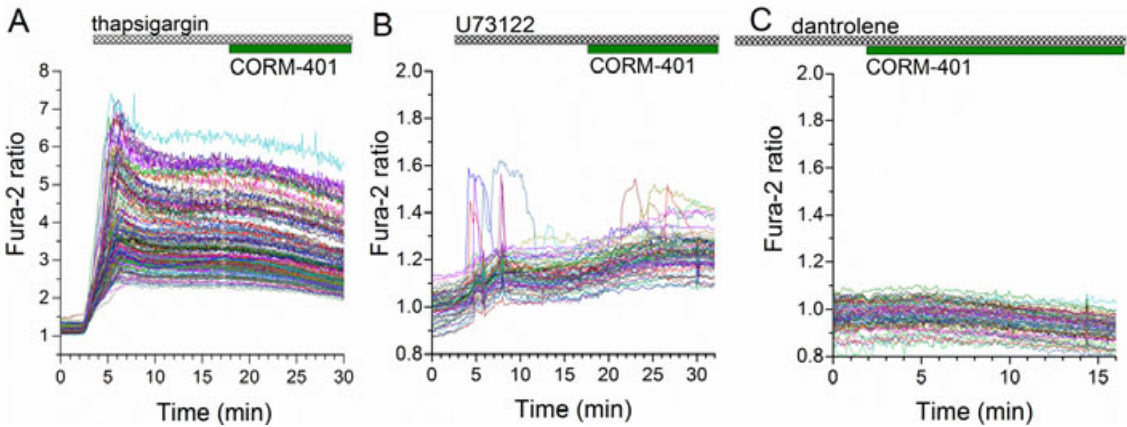 A
thapsigargin
CORM-401
8
7
6
5
4
3
2
1
Fura-2 ratio
0 5 10 15 20 25 30
Time (min)
B
U73122
CORM-401
2.0
1.8
1.6
1.4
1.2
1.0
0.8
Fura-2 ratio
0 5 10 15 20 25 30
Time (min)
C
dantrolene
CORM-401
2.0
1.8
1.6
1.4
1.2
1.0
0.8
Fura-2 ratio
0 5 10 15
Time (min)